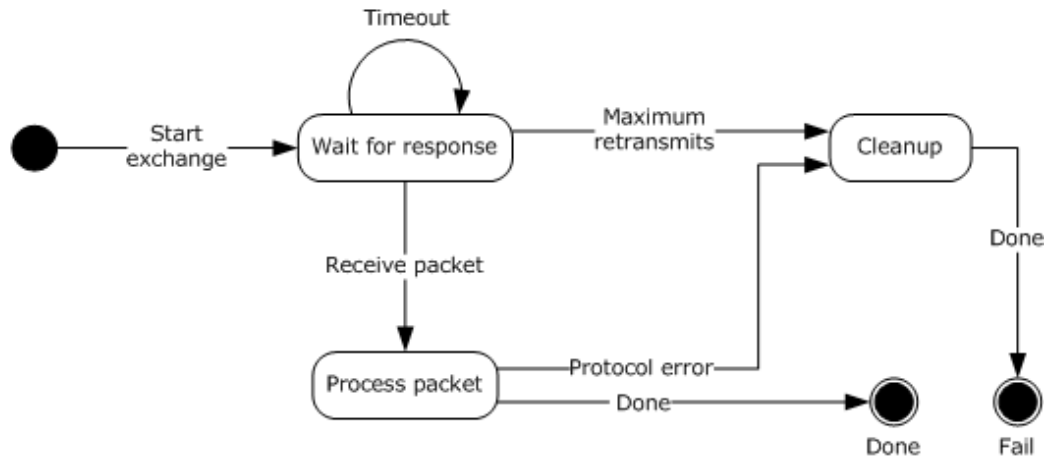 Timeout
Start
exchange
Wait for response
Maximum
retransmits
Cleanup
Done
Receive packet
Process packet
Protocol error
Done
Done
Fail